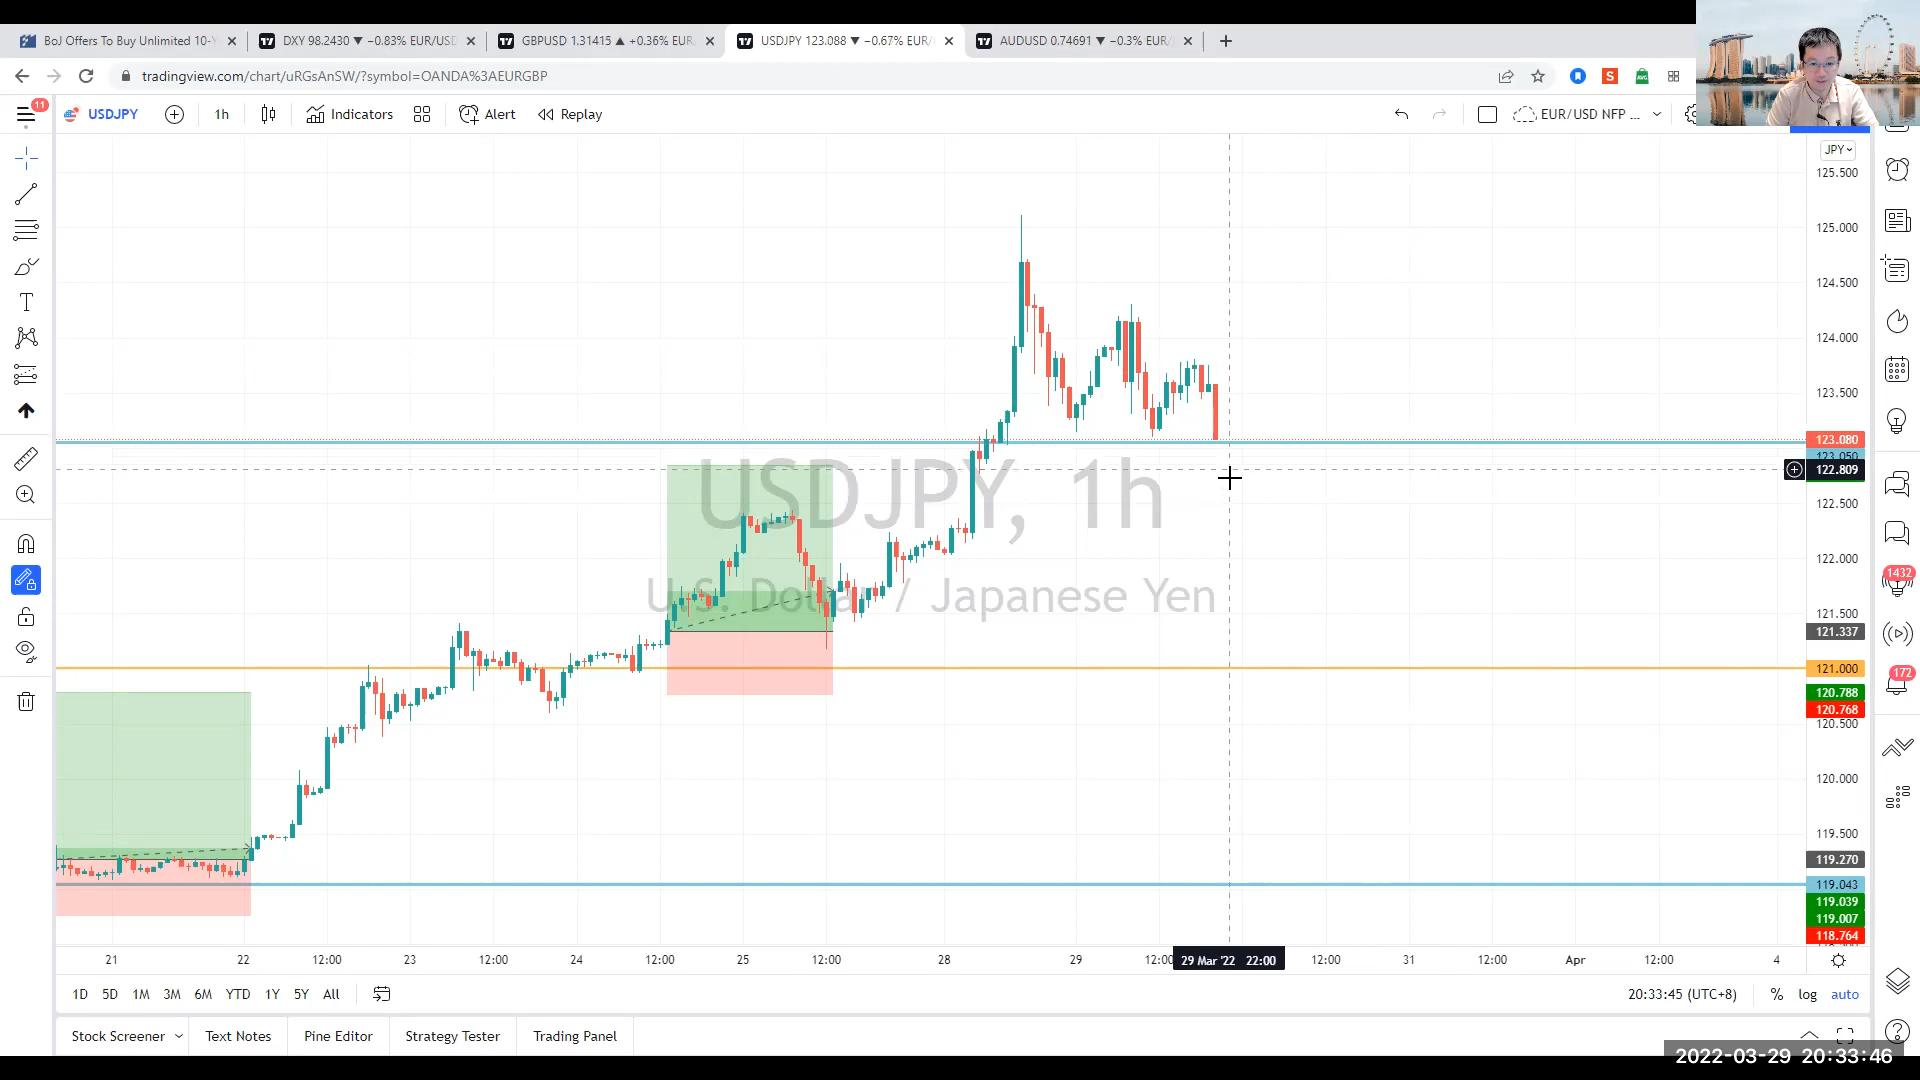 BoJ Offers To Buy Unlimited 10-Y
DXY 98.2430 ▼ −0.83% EUR/USD
GBPUSD 1.31415 ▲ +0.36% EUR/
USDJPY 123.088 ▼ −0.67% EUR/
AUDUSD 0.74691 ▼ −0.3% EUR/
tradingview.com/chart/uRGsAnSW/?symbol=OANDA%3AEURGBP
11
USDJPY
1h
Indicators
Alert
Replay
EUR/USD NFP ...
JPY
125.500
125.000
124.500
124.000
123.500
123.080
123.050
122.809
122.500
122.000
121.500
121.337
121.000
120.788
120.768
120.500
120.000
119.500
119.270
119.043
119.039
119.007
118.764
USDJPY, 1h
U.S. Dollar / Japanese Yen
1432
172
21
22
12:00
23
12:00
24
12:00
25
12:00
28
29
12:00
29 Mar '22 22:00
12:00
31
12:00
Apr
12:00
4
1D 5D 1M 3M 6M YTD 1Y 5Y All
20:33:45 (UTC+8)
% log auto
Stock Screener
Text Notes
Pine Editor
Strategy Tester
Trading Panel
2022-03-29 20:33:46